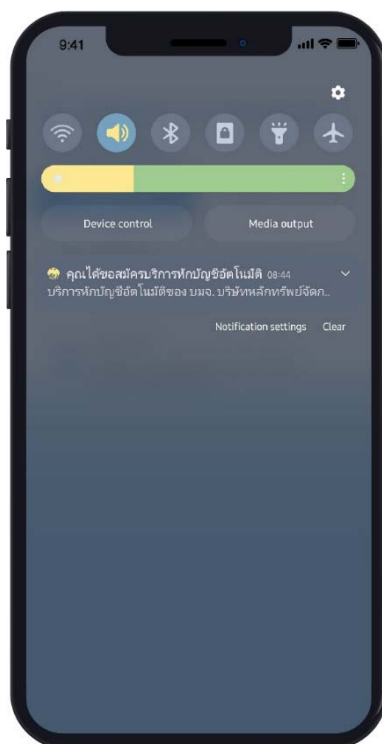 9:41
Device control
Media output
คุณได้ขอสมัครบริการหักบัญชีอัตโนมัติ 08:44
บริการหักบัญชีอัตโนมัติของ บมจ. บริษัทหลักทรัพย์จัดก..
Notification settings Clear